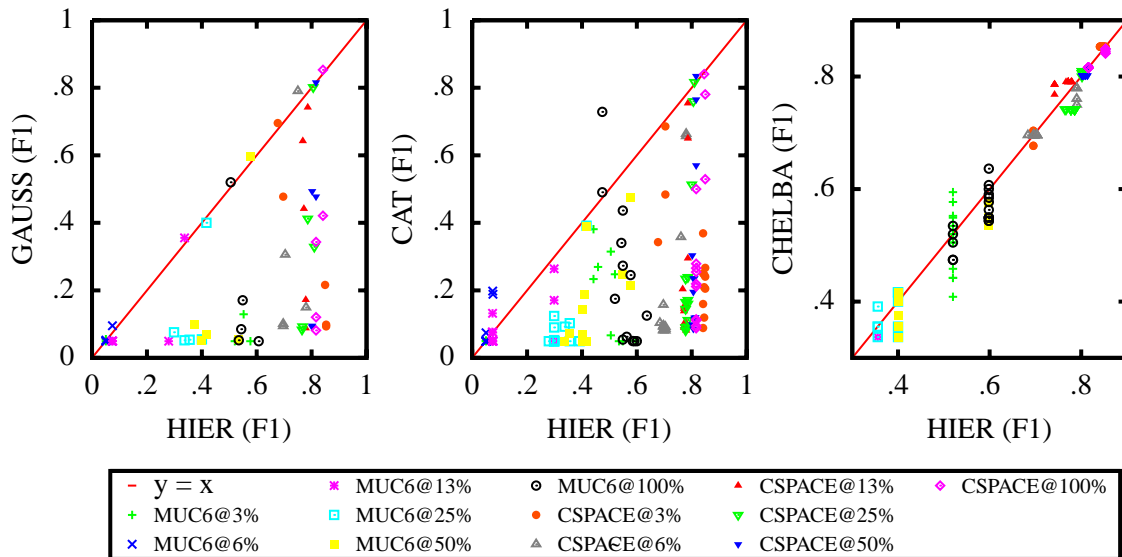 1 1
.8 .8 .8
.6 .6 .6
.4 .4 .4
.2 .2
0 0
GAUSS (F1) CAT (F1) CHELBA (F1)
0 .2 .4 .6 .8 1 0 .2 .4 .6 .8 1 .4 .6 .8
HIER (F1) HIER (F1) HIER (F1)
y = x MUC6@13% MUC6@100% CSPACE@13% CSPACE@100%
MUC6@3% MUC6@25% CSPACE@3% CSPACE@25%
MUC6@6% MUC6@50% CSPACE@6% CSPACE@50%